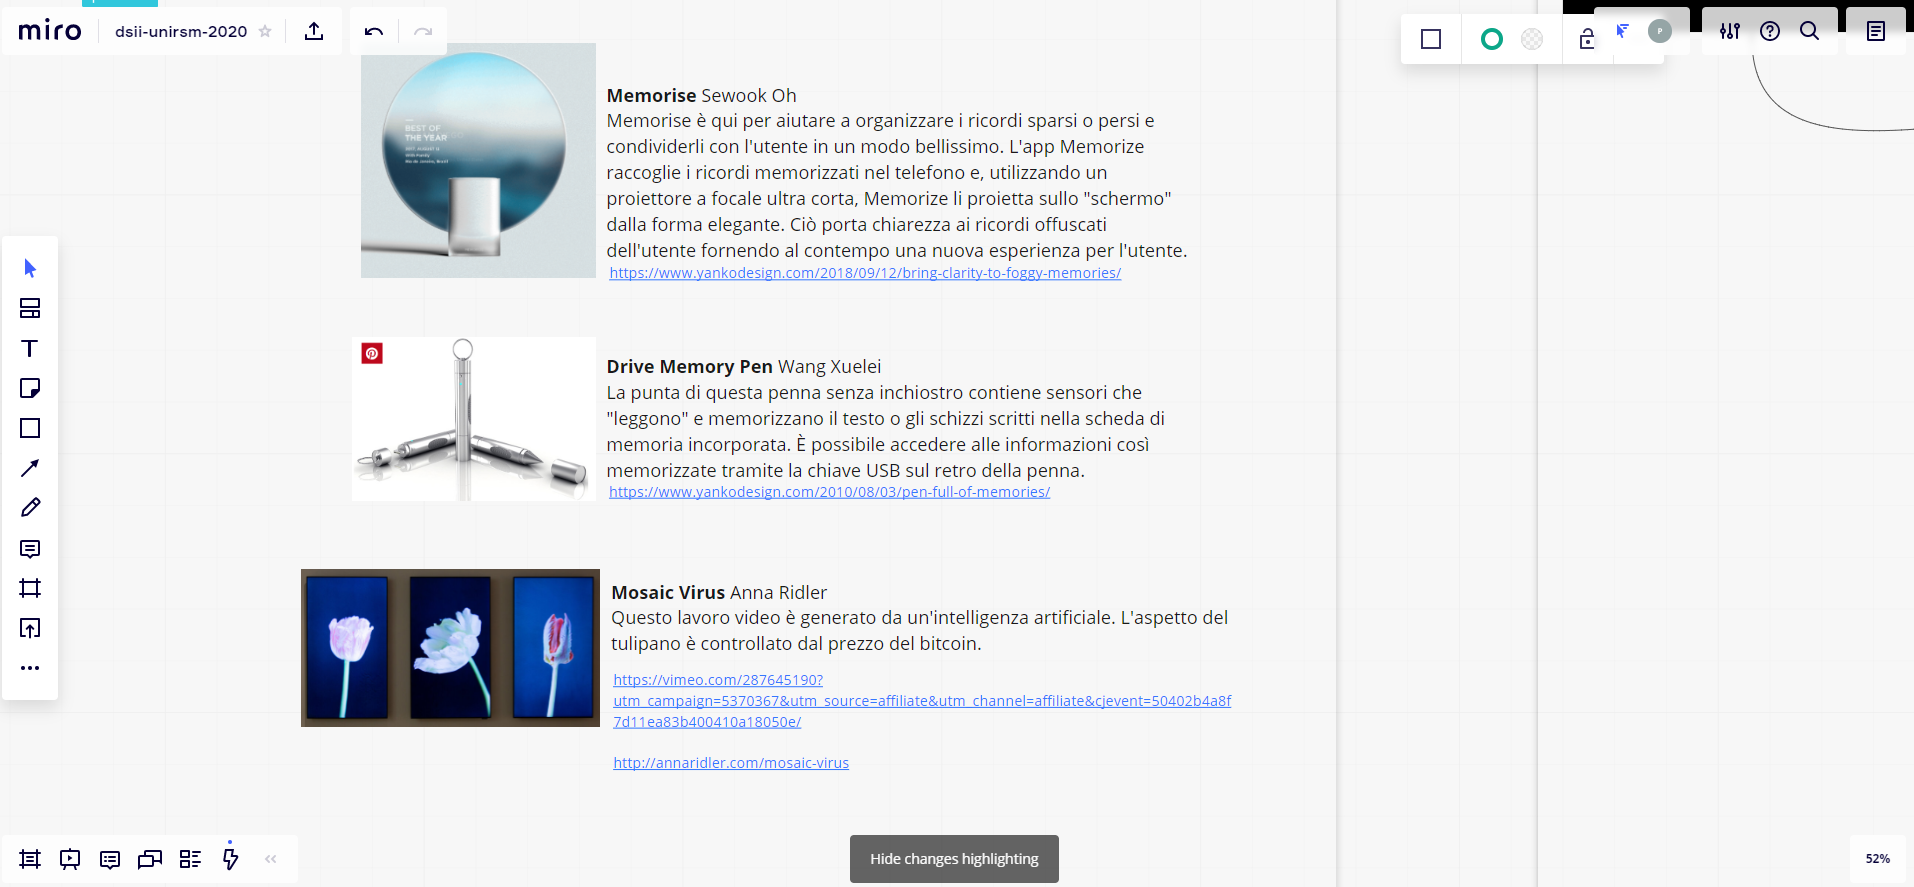 miro
dsii-unirsm-2020
P
BEST OF
THE YEAR
Memorise Sewook Oh
Memorise è qui per aiutare a organizzare i ricordi sparsi o persi e
condividerli con l'utente in un modo bellissimo. L'app Memorize
raccoglie i ricordi memorizzati nel telefono e, utilizzando un
proiettore a focale ultra corta, Memorize li proietta sullo "schermo"
dalla forma elegante. Ciò porta chiarezza ai ricordi offuscati
dell'utente fornendo al contempo una nuova esperienza per l'utente.
https://www.yankodesign.com/2018/09/12/bring-clarity-to-foggy-memories/
Drive Memory Pen Wang Xuelei
La punta di questa penna senza inchiostro contiene sensori che
"leggono" e memorizzano il testo o gli schizzi scritti nella scheda di
memoria incorporata. È possibile accedere alle informazioni così
memorizzate tramite la chiave USB sul retro della penna.
https://www.yankodesign.com/2010/08/03/pen-full-of-memories/
Mosaic Virus Anna Ridler
Questo lavoro video è generato da un'intelligenza artificiale. L'aspetto del
tulipano è controllato dal prezzo del bitcoin.
https://vimeo.com/287645190?
utm_campaign=5370367&utm_source=affiliate&utm_channel=affiliate&cjevent=50402b4a8f
7d11ea83b400410a18050e/
http://annaridler.com/mosaic-virus
Hide changes highlighting
52%